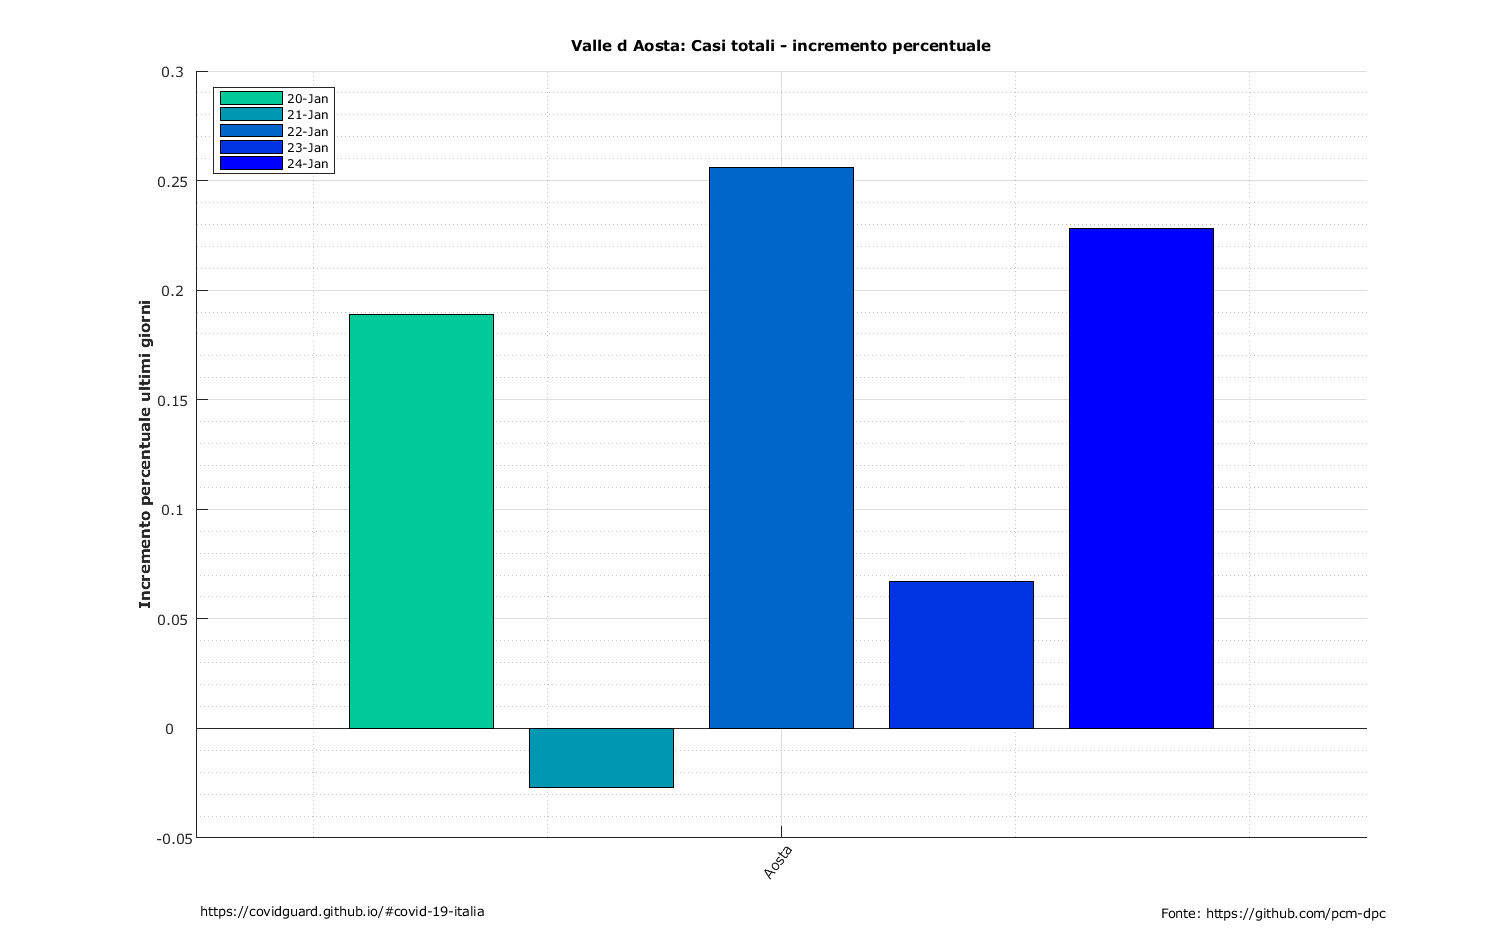 Valle d Aosta: Casi totali - incremento percentuale
0.3
20-Jan
21-Jan
22-Jan
23-Jan
24-Jan
0.25
0.2
0.15
0.1
0.05
0
-0.05
Incremento percentuale ultimi giorni
Aosta
https://covidguard.github.io/#covid-19-italia
Fonte: https://github.com/pcm-dpc